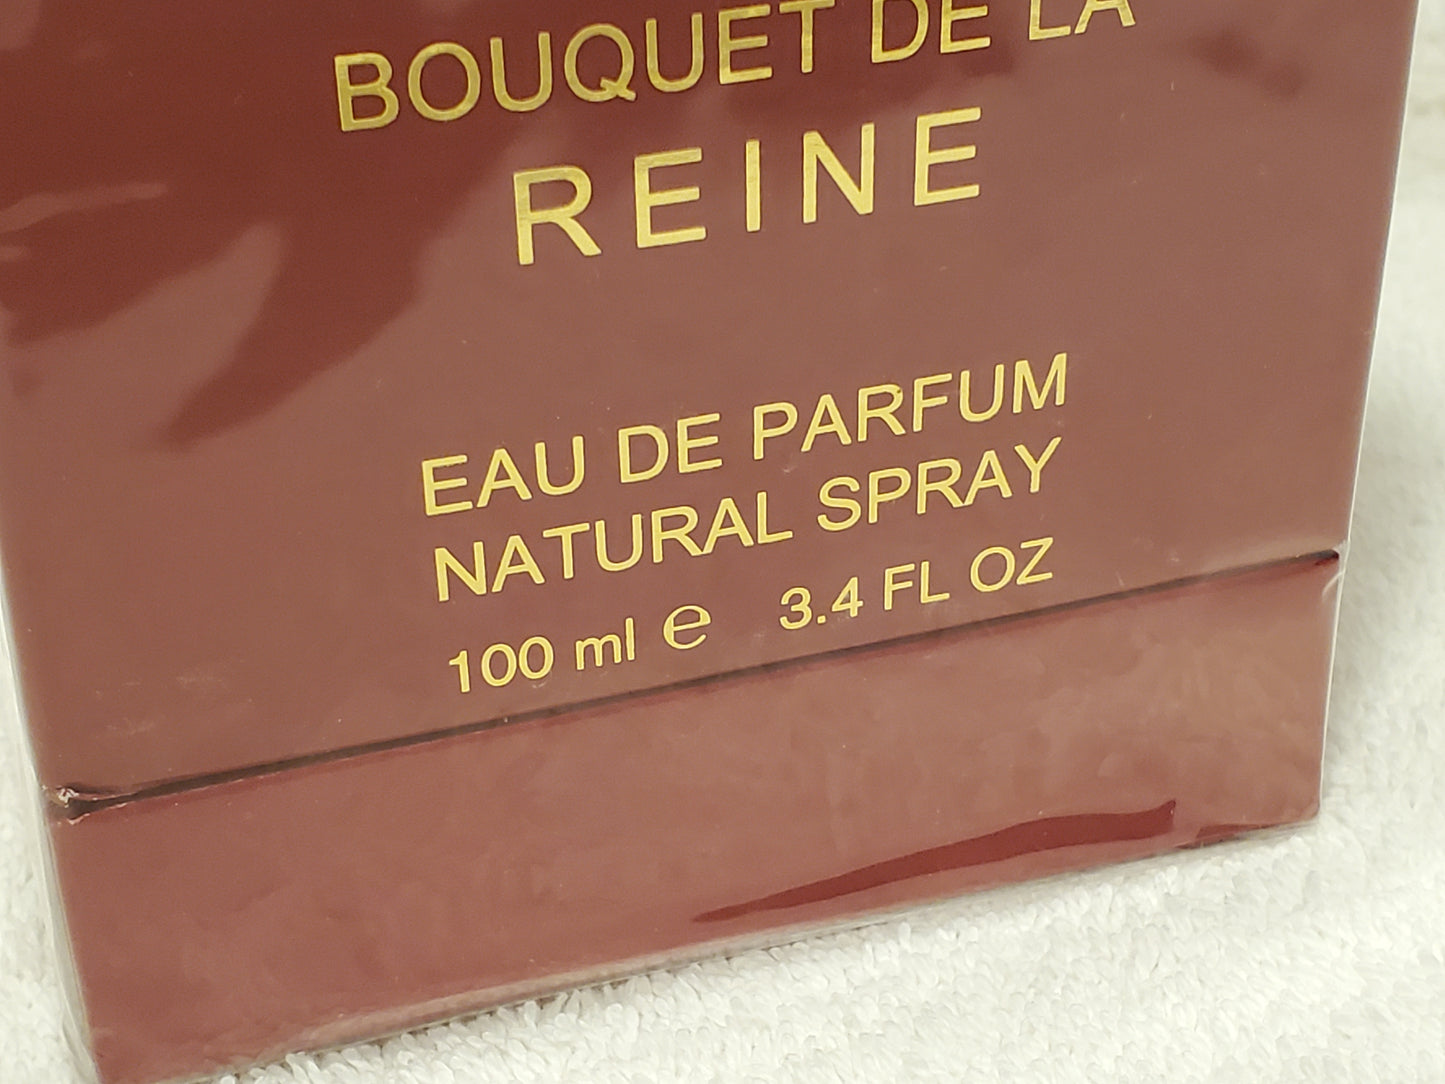 BOUQUET DE LA
REINE
EAU DE PARFUM
NATURAL SPRAY
100 ml e 3.4 FL OZ